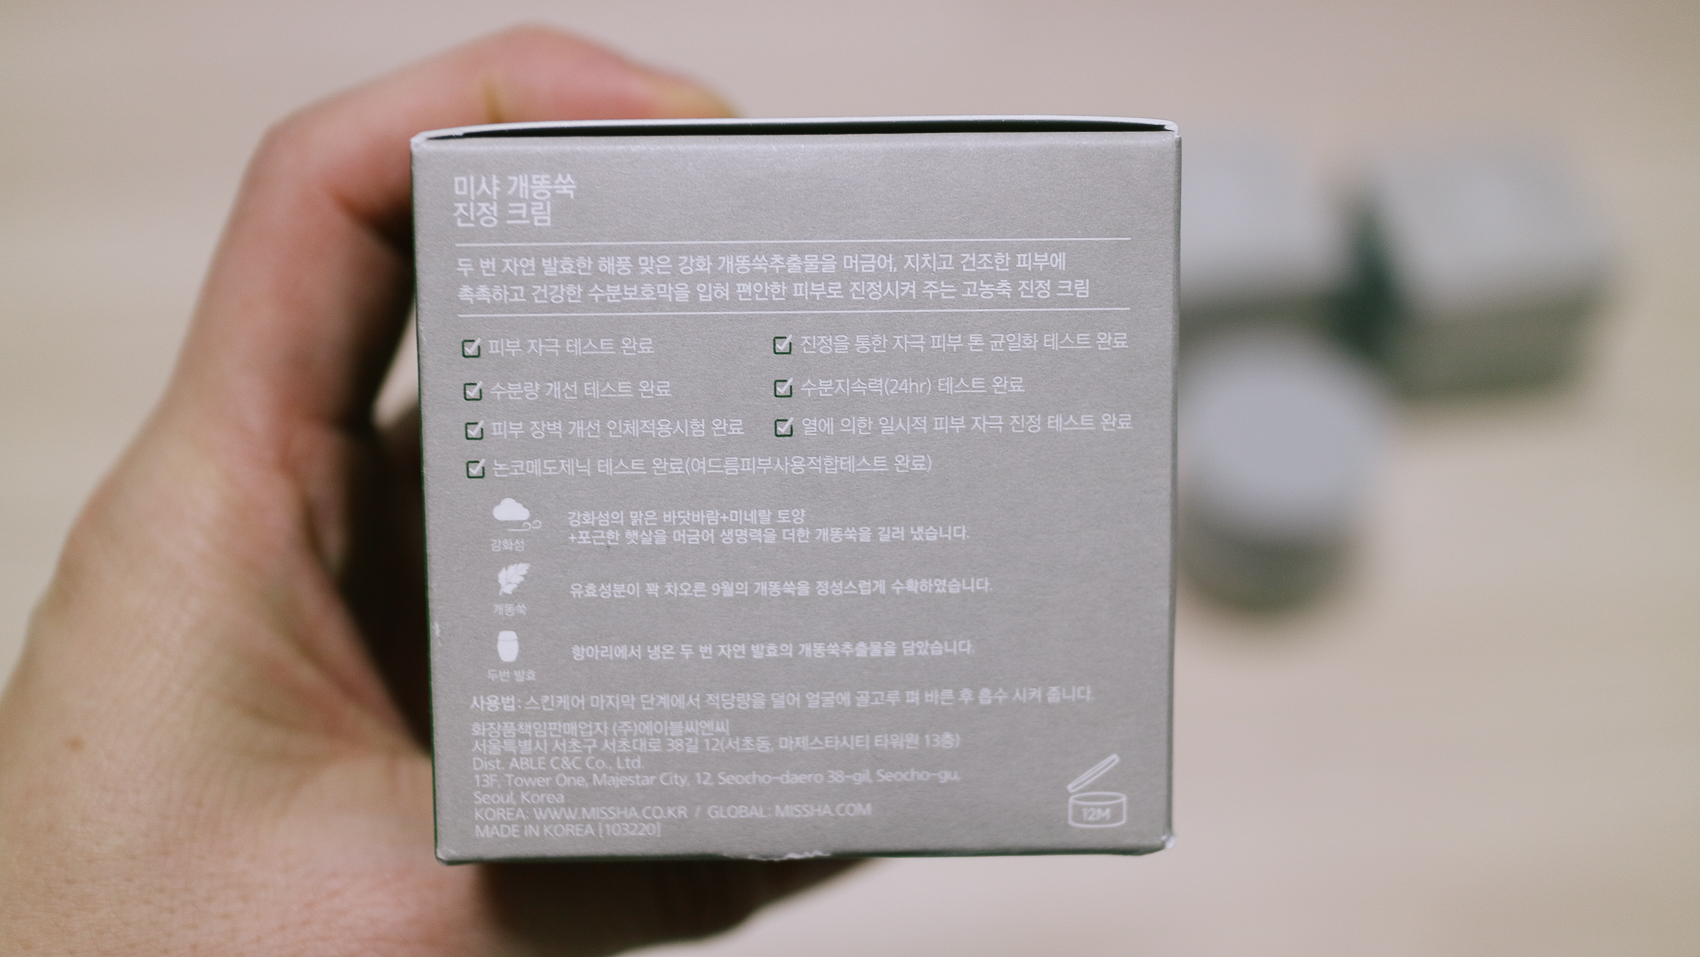 미샤 개똥쑥
진정 크림
두 번 자연 발효한 해풍 맞은 강화 개똥쑥추출물을 머금어, 지치고 건조한 피부에
촉촉하고 건강한 수분보호막을 입혀 편안한 피부로 진정시켜 주는 고농축 진정 크림
피부 자극 테스트 완료
진정을 통한 자극 피부 톤 균일화 테스트 완료
수분량 개선 테스트 완료
수분지속력(24hr) 테스트 완료
피부 장벽 개선 인체적용시험 완료
열에 의한 일시적 피부 자극 진정 테스트 완료
논코메도제닉 테스트 완료(여드름피부사용적합테스트 완료)
강화섬의 맑은 바닷바람+미네랄 토양
+포근한 햇살을 머금어 생명력을 더한 개똥쑥을 길러 냈습니다.
강화섬
유효성분이 꽉 차오른 9월의 개똥쑥을 정성스럽게 수확하였습니다.
개똥쑥
항아리에서 냉온 두 번 자연 발효의 개똥쑥추출물을 담았습니다.
두번 발효
사용법: 스킨케어 마지막 단계에서 적당량을 덜어 얼굴에 골고루 펴 바른 후 흡수 시켜 줍니다.
화장품책임판매업자 (주)에이블씨엔씨
서울특별시 서초구 서초대로 38길 12(서초동, 마제스타시티 타워원 13층)
Dist. ABLE C&C Co., Ltd.
13F, Tower One, Majestar City, 12, Seocho-daero 38-gil, Seocho-gu,
Seoul, Korea
KOREA: WWW.MISSHA.CO.KR / GLOBAL: MISSHA.COM
MADE IN KOREA [103220]
12M